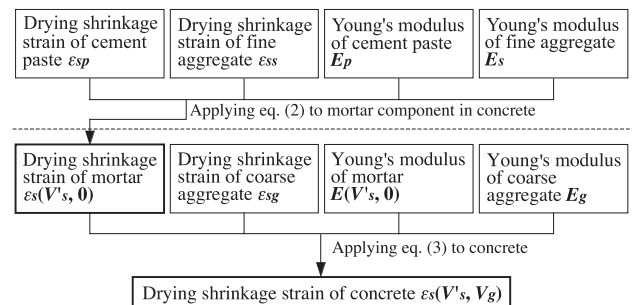 Drying shrinkage
strain of cement
paste εsp
Drying shrinkage
strain of fine
aggregate εss
Young's modulus
of cement paste
Ep
Young's modulus
of fine aggregate
Es
Applying eq. (2) to mortar component in concrete
Drying shrinkage
strain of mortar
εs(V's, 0)
Drying shrinkage
strain of coarse
aggregate εsg
Young's modulus
of mortar
E(V's, 0)
Young's modulus
of coarse
aggregate Eg
Applying eq. (3) to concrete
Drying shrinkage strain of concrete εs(V's, Vg)